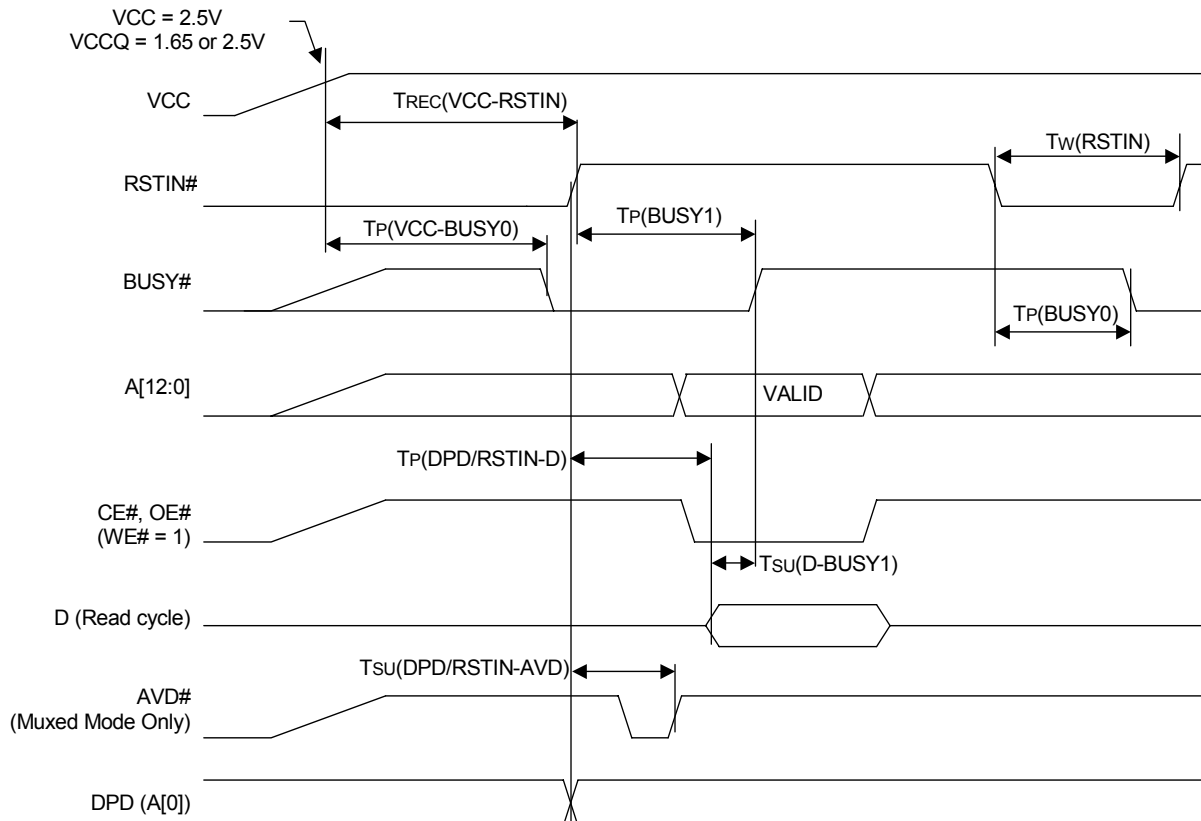 VCC = 2.5V
VCCQ = 1.65 or 2.5V
VCC
TREC(VCC-RSTIN)
TW(RSTIN)
RSTIN#
TP(VCC-BUSY0)
TP(BUSY1)
BUSY#
TP(BUSY0)
A[12:0]
VALID
TP(DPD/RSTIN-D)
CE#, OE#
(WE# = 1)
TSU(D-BUSY1)
D (Read cycle)
TSU(DPD/RSTIN-AVD)
AVD#
(Muxed Mode Only)
DPD (A[0])